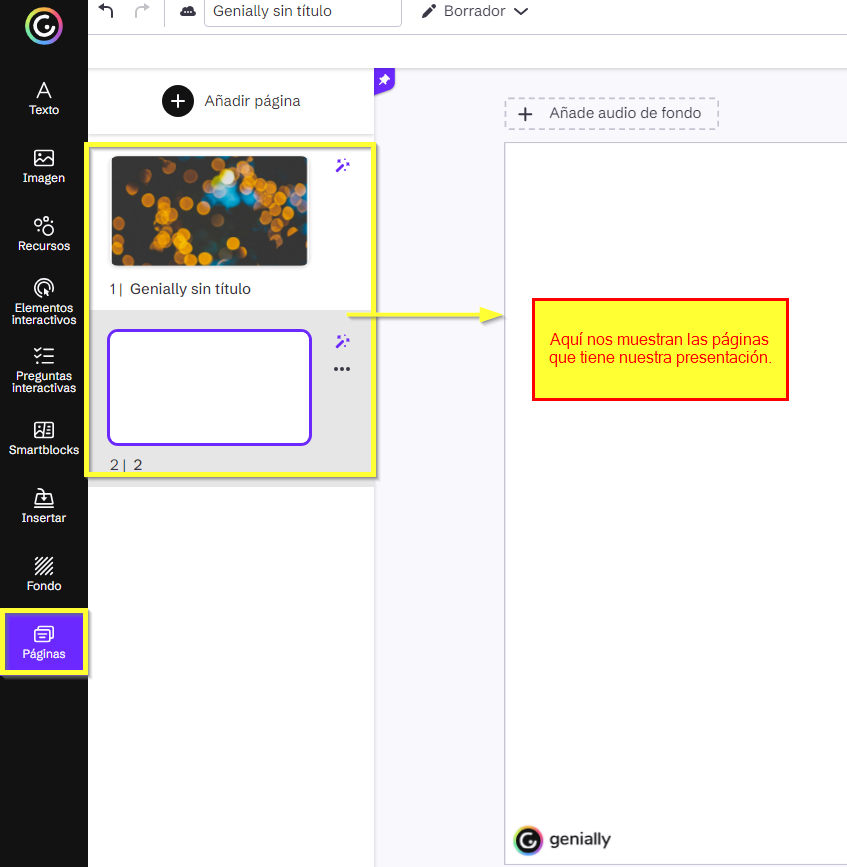 Genially sin título
Borrador
Texto
Imagen
Recursos
Elementos
interactivos
Preguntas
interactivas
Smartblocks
Insertar
Fondo
Páginas
Añadir página
1| Genially sin título
2| 2
Añade audio de fondo
Aquí nos muestran las páginas
que tiene nuestra presentación.
genially